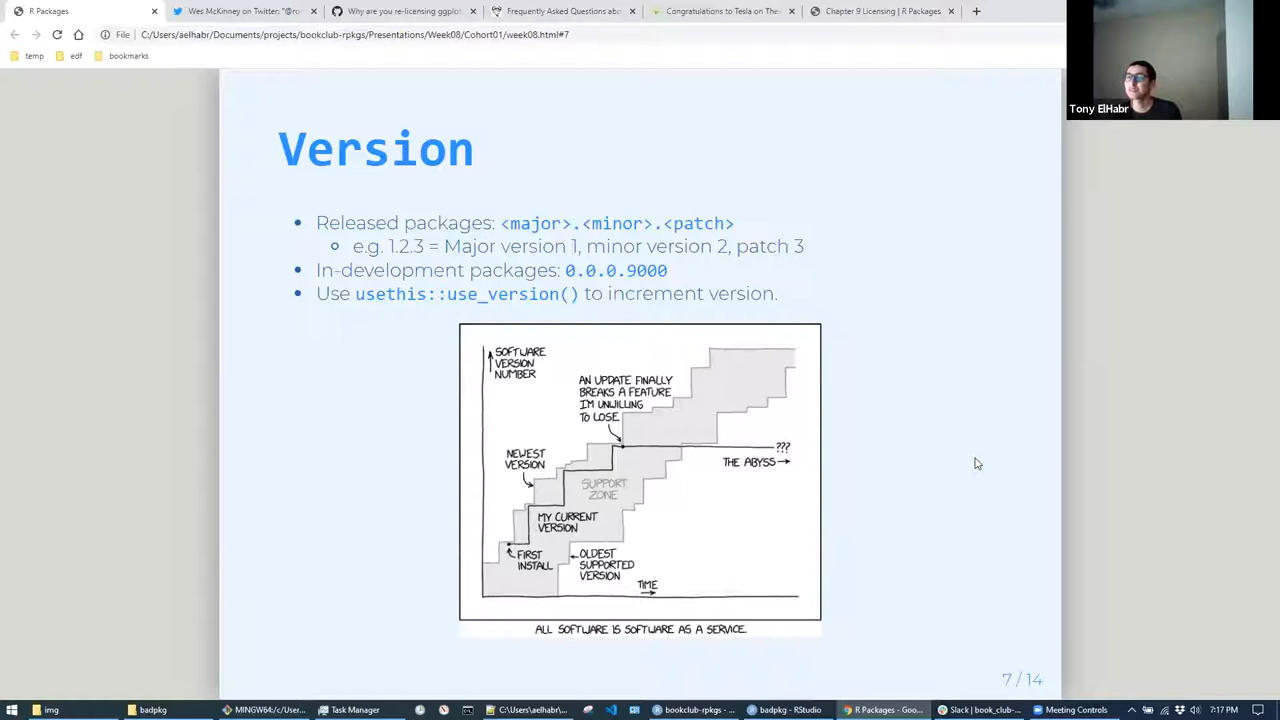 R Packages
Wes McKinney on Twitter: "@ro
Why are you re-licensing ggplot
Frequently Asked Questions abo
Congratulations to Tesla on The
Chapter 9 Licensing | R Packages
File
C:/Users/aelhabr/Documents/projects/bookclub-rpkgs/Presentations/Week08/Cohort01/week08.html#7
temp
edf
bookmarks
Tony ElHabr
Version
• Released packages: <major>.<minor>.<patch>
e.g. 1.2.3 = Major version 1, minor version 2, patch 3
• In-development packages: 0.0.0.9000
• Use usethis::use_version() to increment version.
SOFTWARE
VERSION
NUMBER
AN UPDATE FINALLY
BREAKS A FEATURE
I'M UNWILLING
TO LOSE
???
THE ABYSS
NEWEST
VERSION
SUPPORT
ZONE
MY CURRENT
VERSION
FIRST
INSTALL
OLDEST
SUPPORTED
VERSION
TIME
ALL SOFTWARE IS SOFTWARE AS A SERVICE.
7 / 14
img
badpkg
MINGW64:/c/User...
Task Manager
C:\Users\aelhabr\...
bookclub-rpkgs - ...
badpkg - RStudio
R Packages - Goo...
Slack | book_club-...
Meeting Controls
7:17 PM